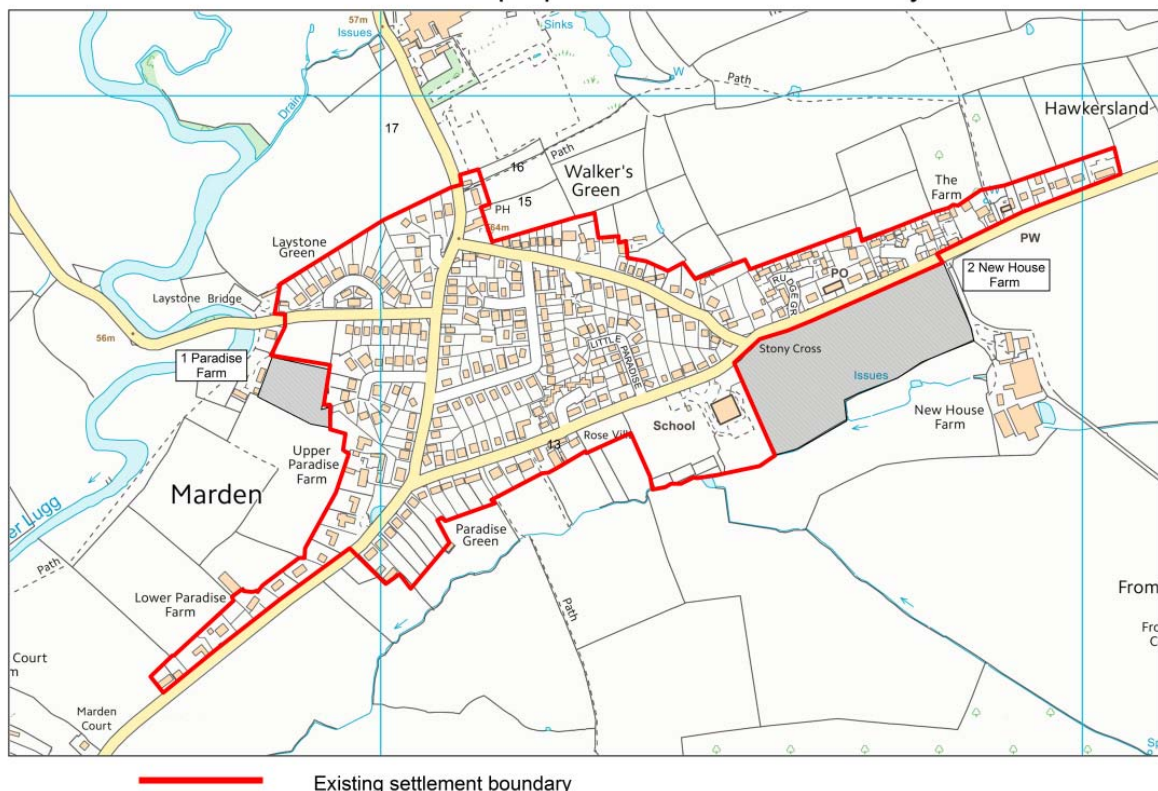 57m
Issues
Sinks
W
Path
Drain
17
Hawkersland
Path
16
Walker's
Green
15
The
Farm
PH
64m
Laystone
Green
PW
PO
RUDGE GR
2 New House
Farm
Laystone Bridge
56m
1 Paradise
Farm
LITTLE PARADISE
Stony Cross
Issues
New House
Farm
School
13
Upper
Paradise
Farm
Marden
er Lugg
Paradise
Green
Path
Lower Paradise
Farm
Path
From
Court
Marden
Court
Existing settlement boundary